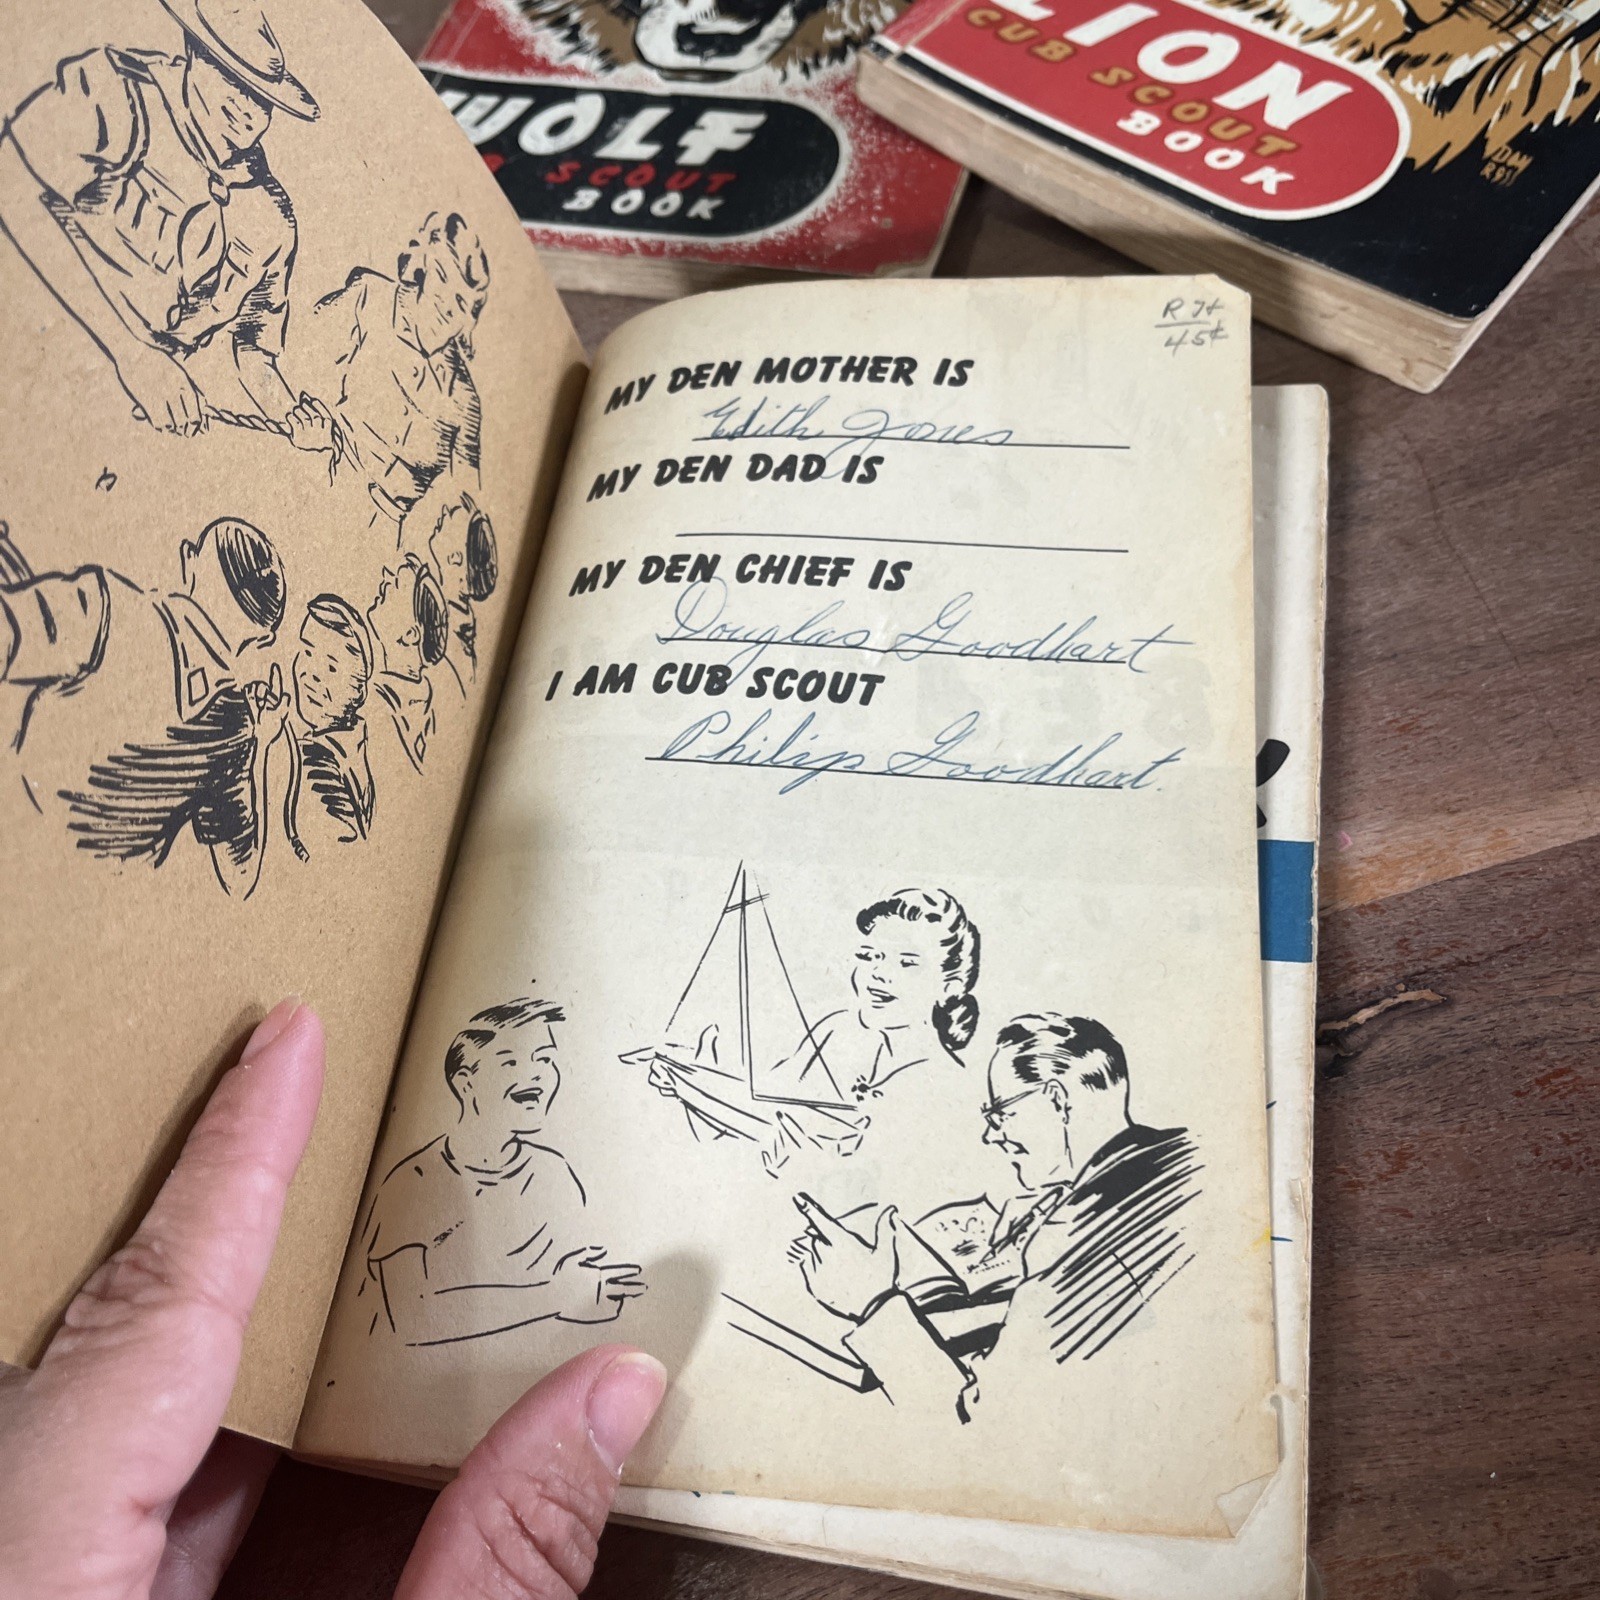 WOLF
SCOUT
BOOK
LION
CUB SCOUT
BOOK
45¢
MY DEN MOTHER IS
Edith Jones
MY DEN DAD IS
MY DEN CHIEF IS
Douglas Goodhart
I AM CUB SCOUT
Philip Goodhart.